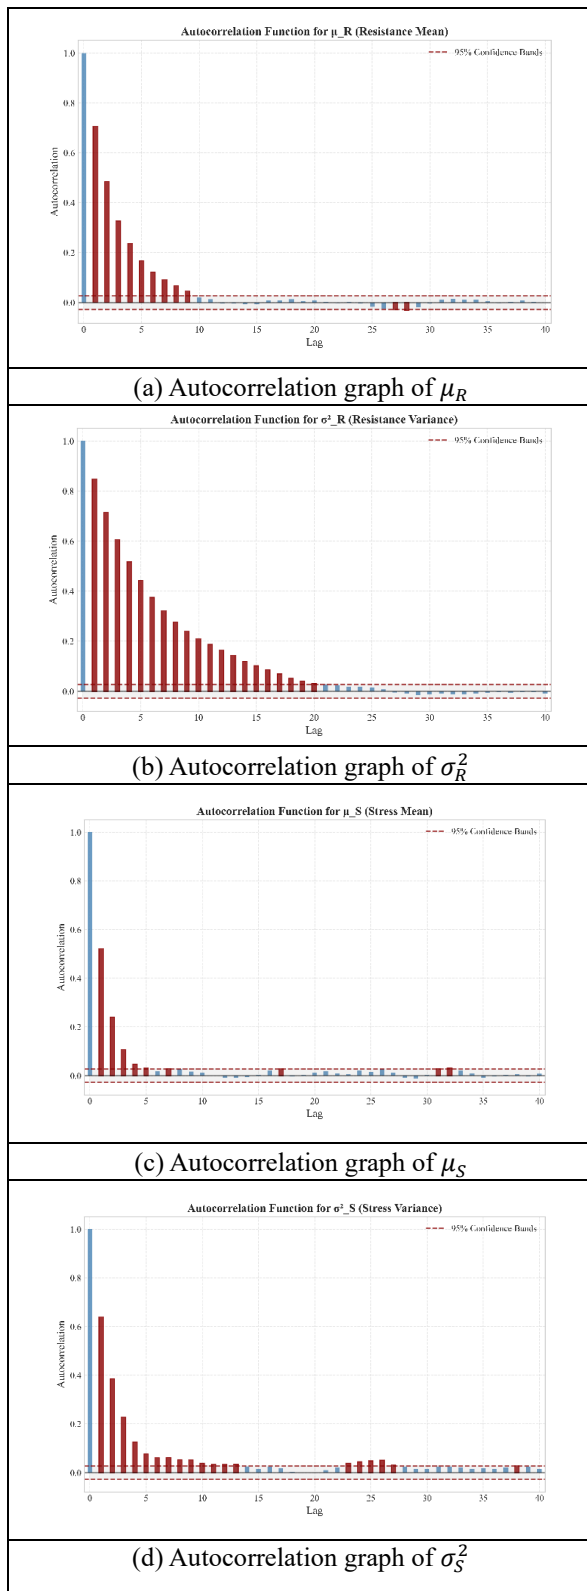 Autocorrelation Function for μ_R (Resistance Mean)
95% Confidence Bands
1.0
0.8
0.6
0.4
0.2
0.0
Autocorrelation
0 5 10 15 20 25 30 35 40
Lag
(a) Autocorrelation graph of μ_R
Autocorrelation Function for σ²_R (Resistance Variance)
95% Confidence Bands
1.0
0.8
0.6
0.4
0.2
0.0
Autocorrelation
0 5 10 15 20 25 30 35 40
Lag
(b) Autocorrelation graph of σ_R^2
Autocorrelation Function for μ_S (Stress Mean)
95% Confidence Bands
1.0
0.8
0.6
0.4
0.2
0.0
Autocorrelation
0 5 10 15 20 25 30 35 40
Lag
(c) Autocorrelation graph of μ_S
Autocorrelation Function for σ²_S (Stress Variance)
95% Confidence Bands
1.0
0.8
0.6
0.4
0.2
0.0
Autocorrelation
0 5 10 15 20 25 30 35 40
Lag
(d) Autocorrelation graph of σ_S^2